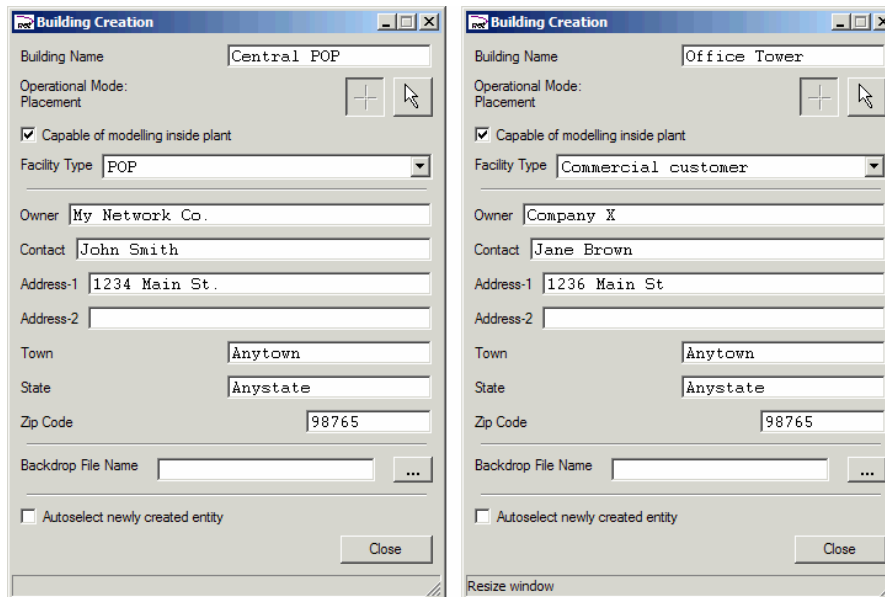 Building Creation
Building Name Central POP
Operational Mode:
Placement
Capable of modelling inside plant
Facility Type POP
Owner My Network Co.
Contact John Smith
Address-1 1234 Main St.
Address-2
Town Anytown
State Anystate
Zip Code 98765
Backdrop File Name ...
Autoselect newly created entity
Close
Building Creation
Building Name Office Tower
Operational Mode:
Placement
Capable of modelling inside plant
Facility Type Commercial customer
Owner Company X
Contact Jane Brown
Address-1 1236 Main St
Address-2
Town Anytown
State Anystate
Zip Code 98765
Backdrop File Name ...
Autoselect newly created entity
Close
Resize window